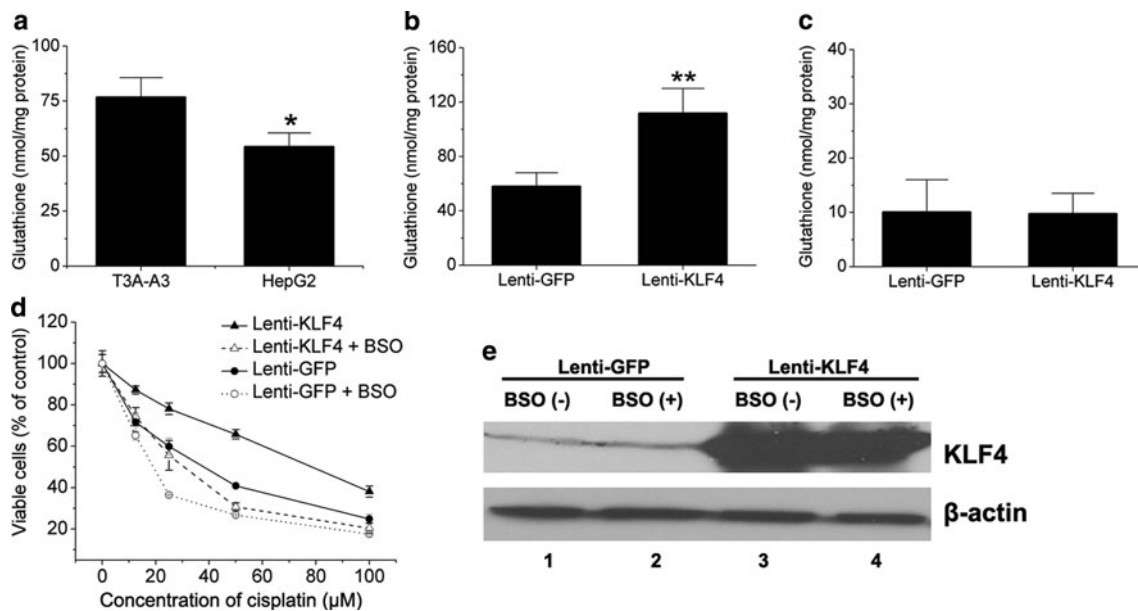 a
Glutathione (nmol/mg protein)
100
75
50
25
0
*
T3A-A3 HepG2
b
Glutathione (nmol/mg protein)
160
120
80
40
0
**
Lenti-GFP Lenti-KLF4
c
Glutathione (nmol/mg protein)
40
30
20
10
0
Lenti-GFP Lenti-KLF4
d
Viable cells (% of control)
120
100
80
60
40
20
Lenti-KLF4
Lenti-KLF4 + BSO
Lenti-GFP
Lenti-GFP + BSO
0 20 40 60 80 100
Concentration of cisplatin (μM)
e
Lenti-GFP Lenti-KLF4
BSO (-) BSO (+) BSO (-) BSO (+)
KLF4
β-actin
1 2 3 4